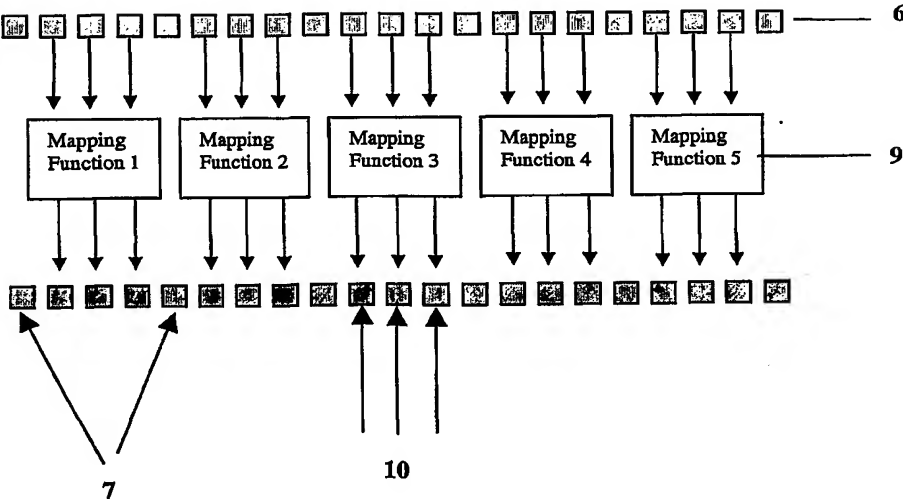 6
Mapping
Function 1
Mapping
Function 2
Mapping
Function 3
Mapping
Function 4
Mapping
Function 5
9
7
10